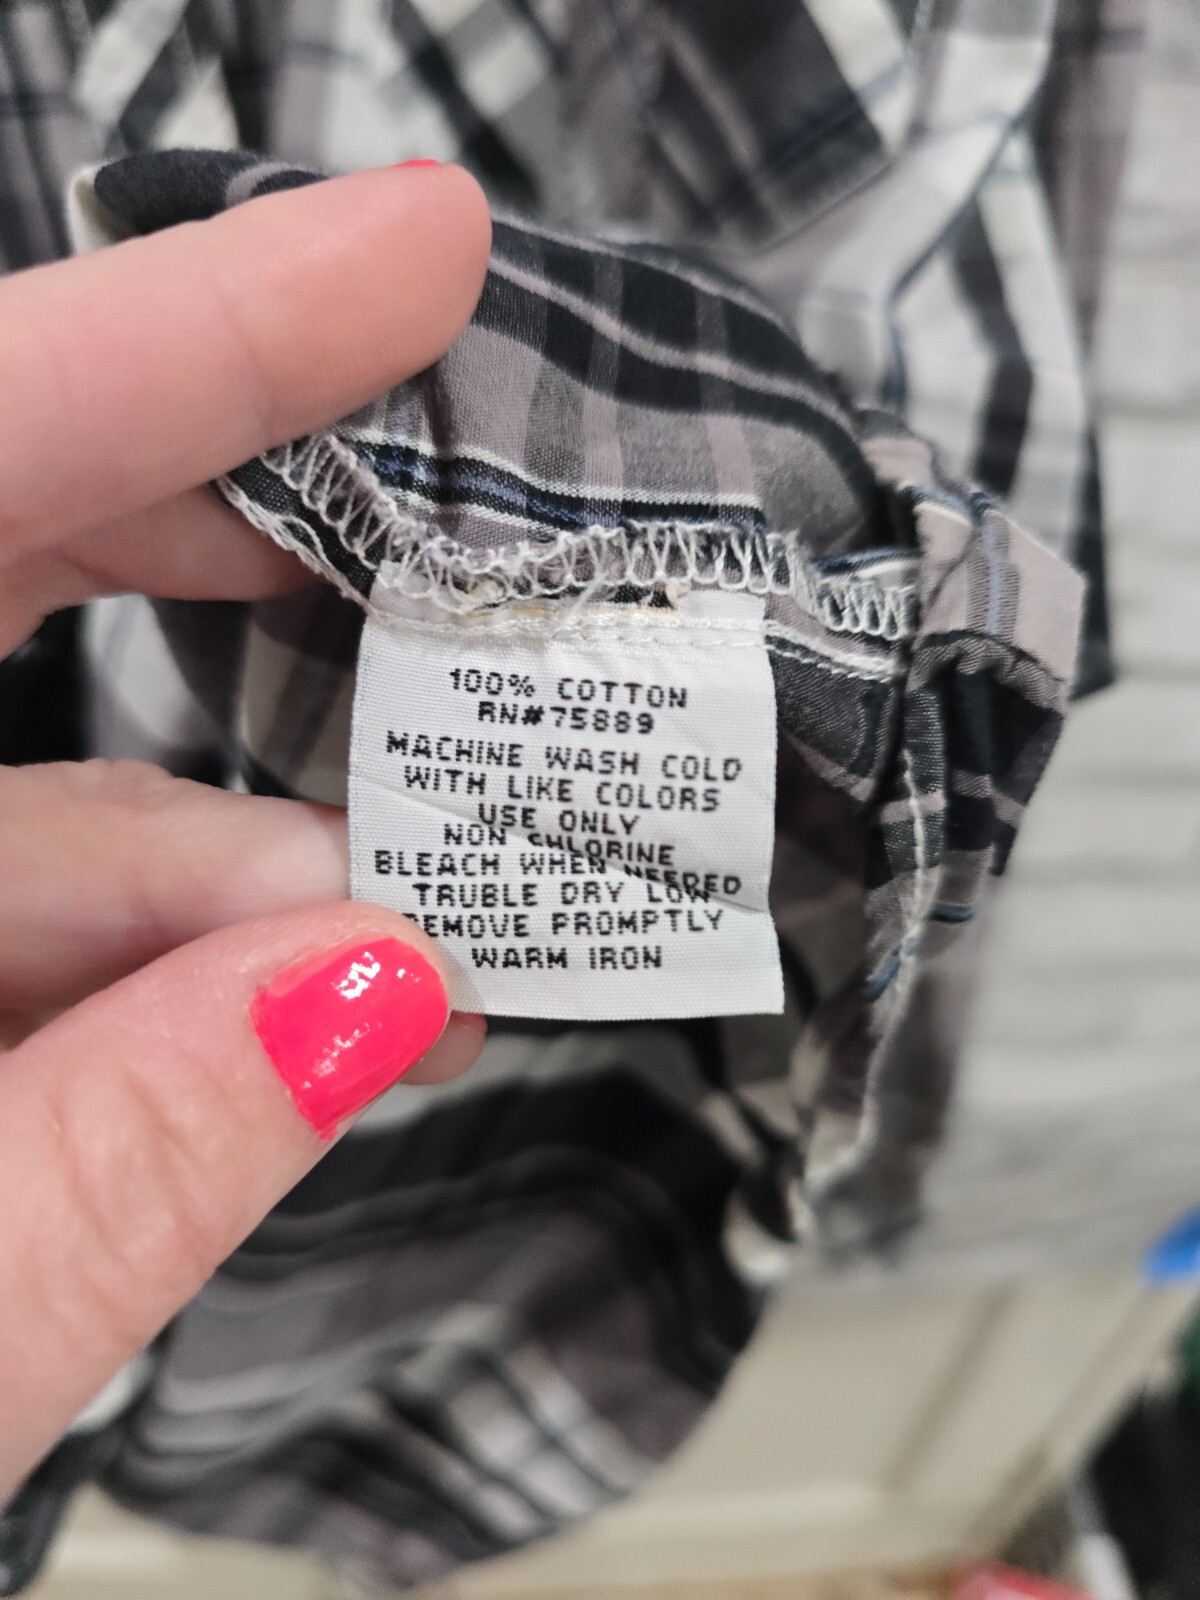 100% COTTON
RN#75889
MACHINE WASH COLD
WITH LIKE COLORS
USE ONLY
NON CHLORINE
BLEACH WHEN NEEDED
TRUBLE DRY LOW
REMOVE PROMPTLY
WARM IRON